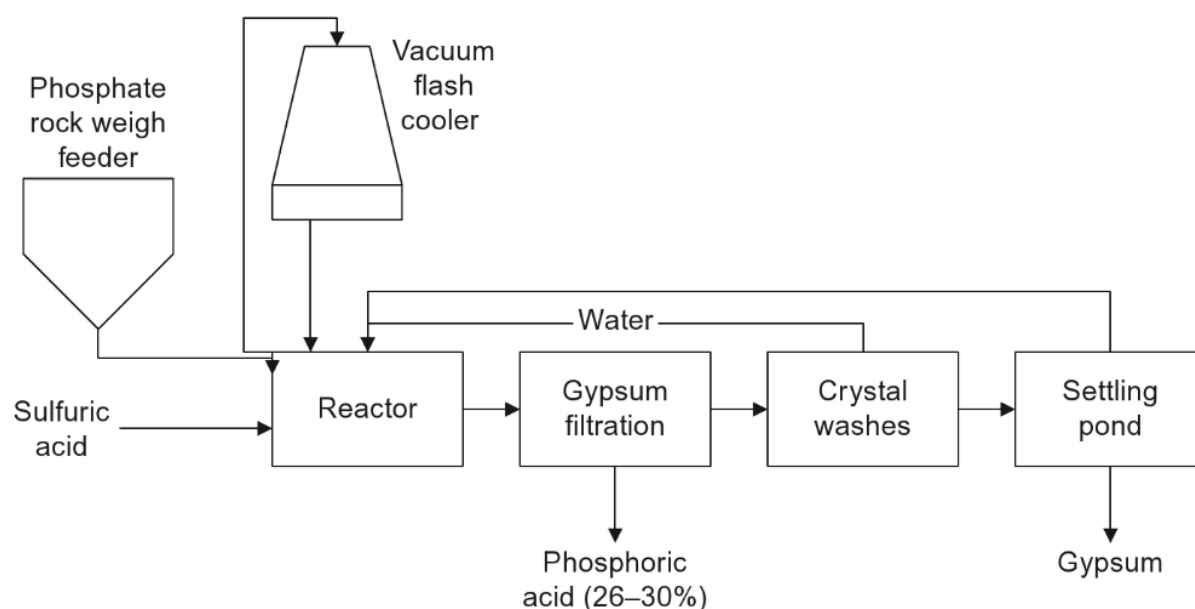 Vacuum
flash
cooler
Phosphate
rock weigh
feeder
Water
Sulfuric
acid
Reactor
Gypsum
filtration
Crystal
washes
Settling
pond
Phosphoric
acid (26–30%)
Gypsum